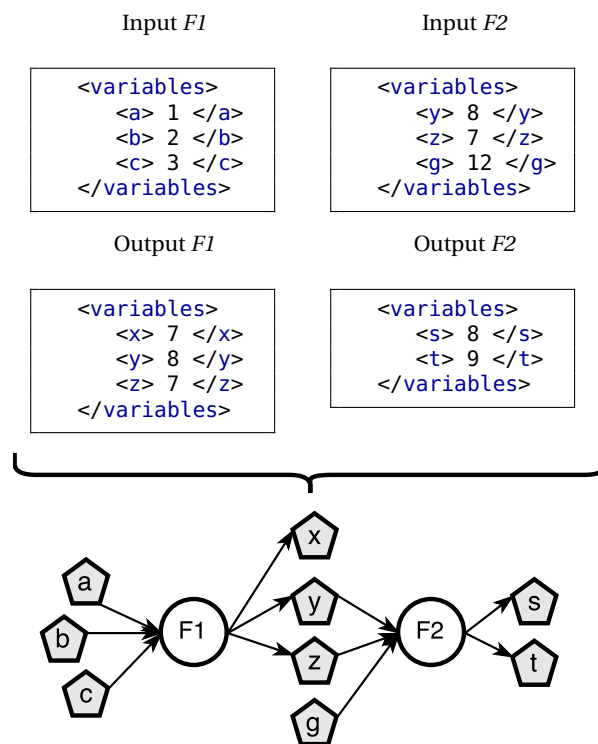 Input F1
<variables>
<a> 1 </a>
<b> 2 </b>
<c> 3 </c>
</variables>
Input F2
<variables>
<y> 8 </y>
<z> 7 </z>
<g> 12 </g>
</variables>
Output F1
<variables>
<x> 7 </x>
<y> 8 </y>
<z> 7 </z>
</variables>
Output F2
<variables>
<s> 8 </s>
<t> 9 </t>
</variables>
x
a
y
s
b
F1
F2
z
t
c
g